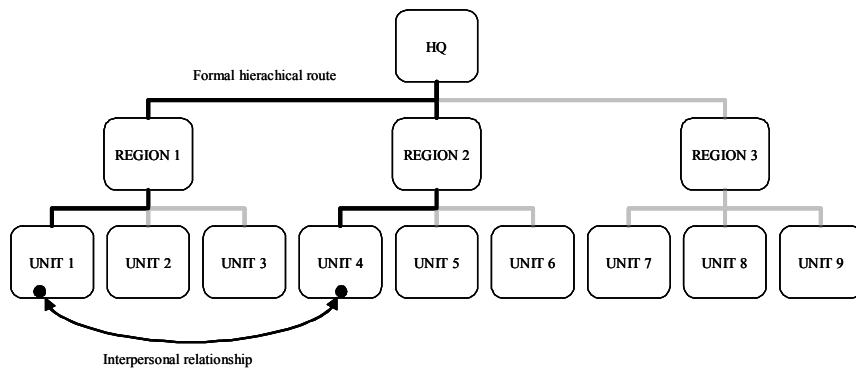 HQ
Formal hierachical route
REGION 1
REGION 2
REGION 3
UNIT 1
UNIT 2
UNIT 3
UNIT 4
UNIT 5
UNIT 6
UNIT 7
UNIT 8
UNIT 9
Interpersonal relationship